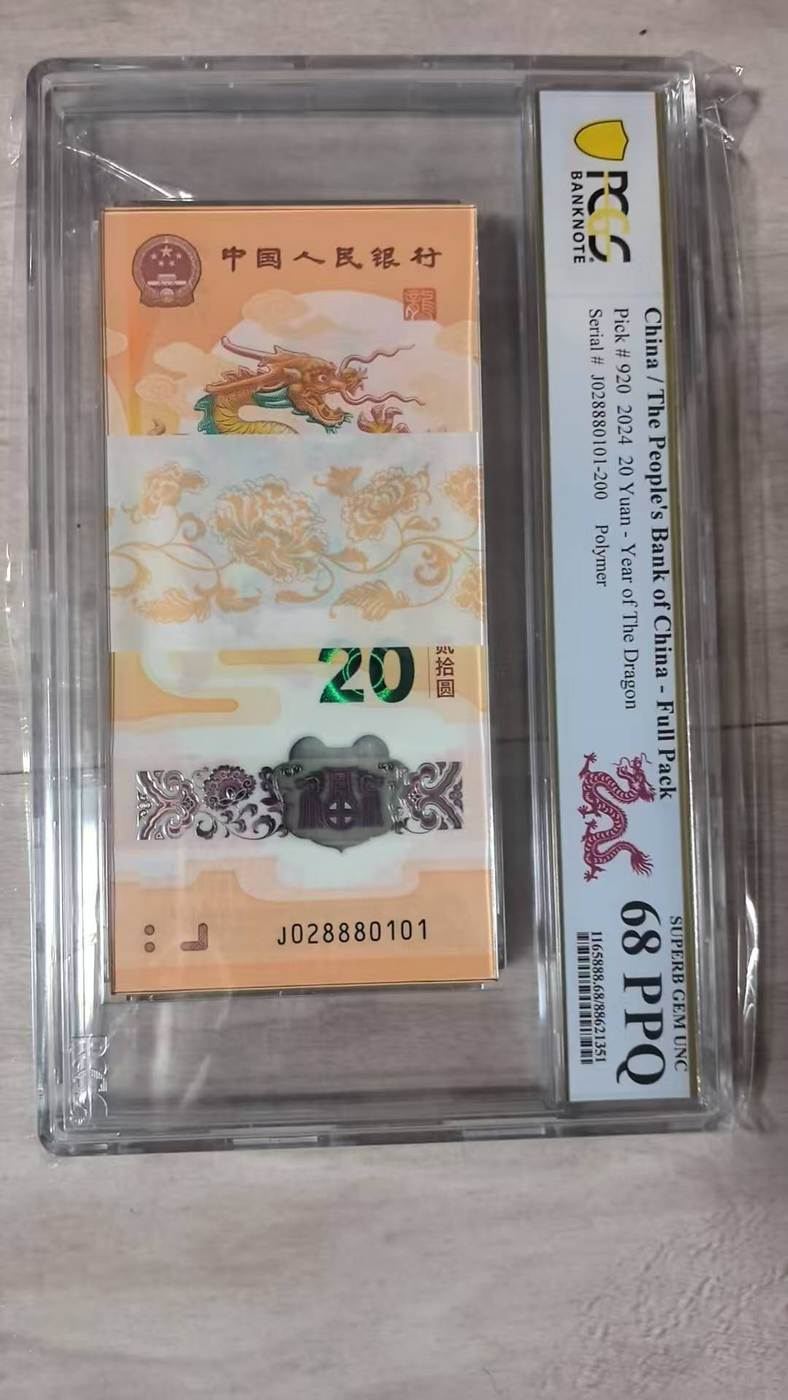 中国人民银行
龍
20
贰拾圆
J028880101
PCGS
BANKNOTE
China / The People's Bank of China - Full Pack
Pick # 920 2024 20 Yuan - Year of The Dragon
Serial # J028880101-200 Polymer
SUPERB GEM UNC
68 PPQ
1165888.68/88621351